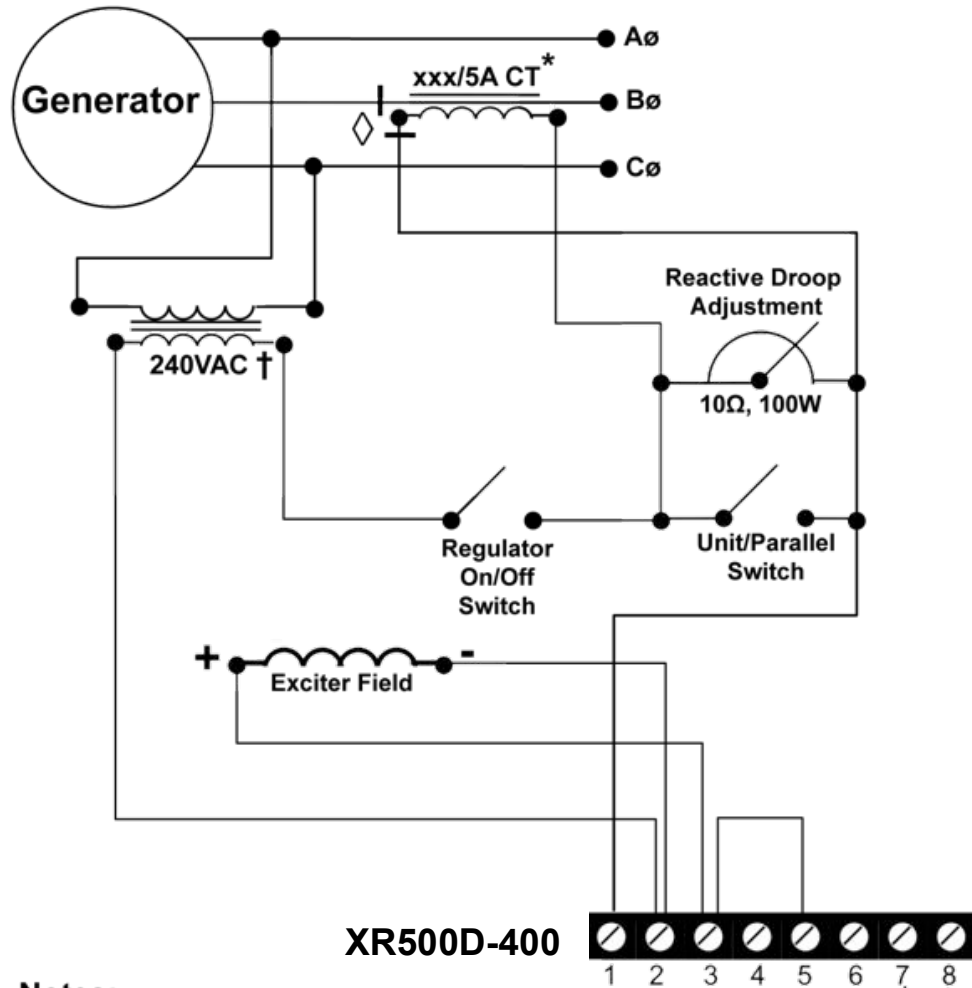 Generator
Aø
xxx/5A CT*
Bø
◊
Cø
Reactive Droop
Adjustment
240VAC †
10Ω, 100W
Regulator
On/Off
Switch
Unit/Parallel
Switch
+ -
Exciter Field
XR500D-400
1 2 3 4 5 6 7 8
Notes: